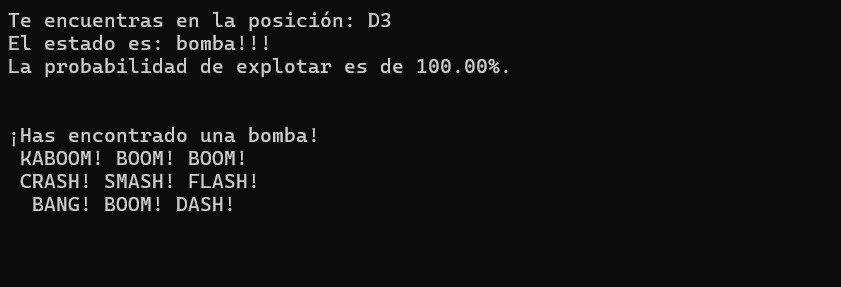 Te encuentras en la posición: D3
El estado es: bomba!!!
La probabilidad de explotar es de 100.00%.
¡Has encontrado una bomba!
KABOOM! BOOM! BOOM!
CRASH! SMASH! FLASH!
BANG! BOOM! DASH!